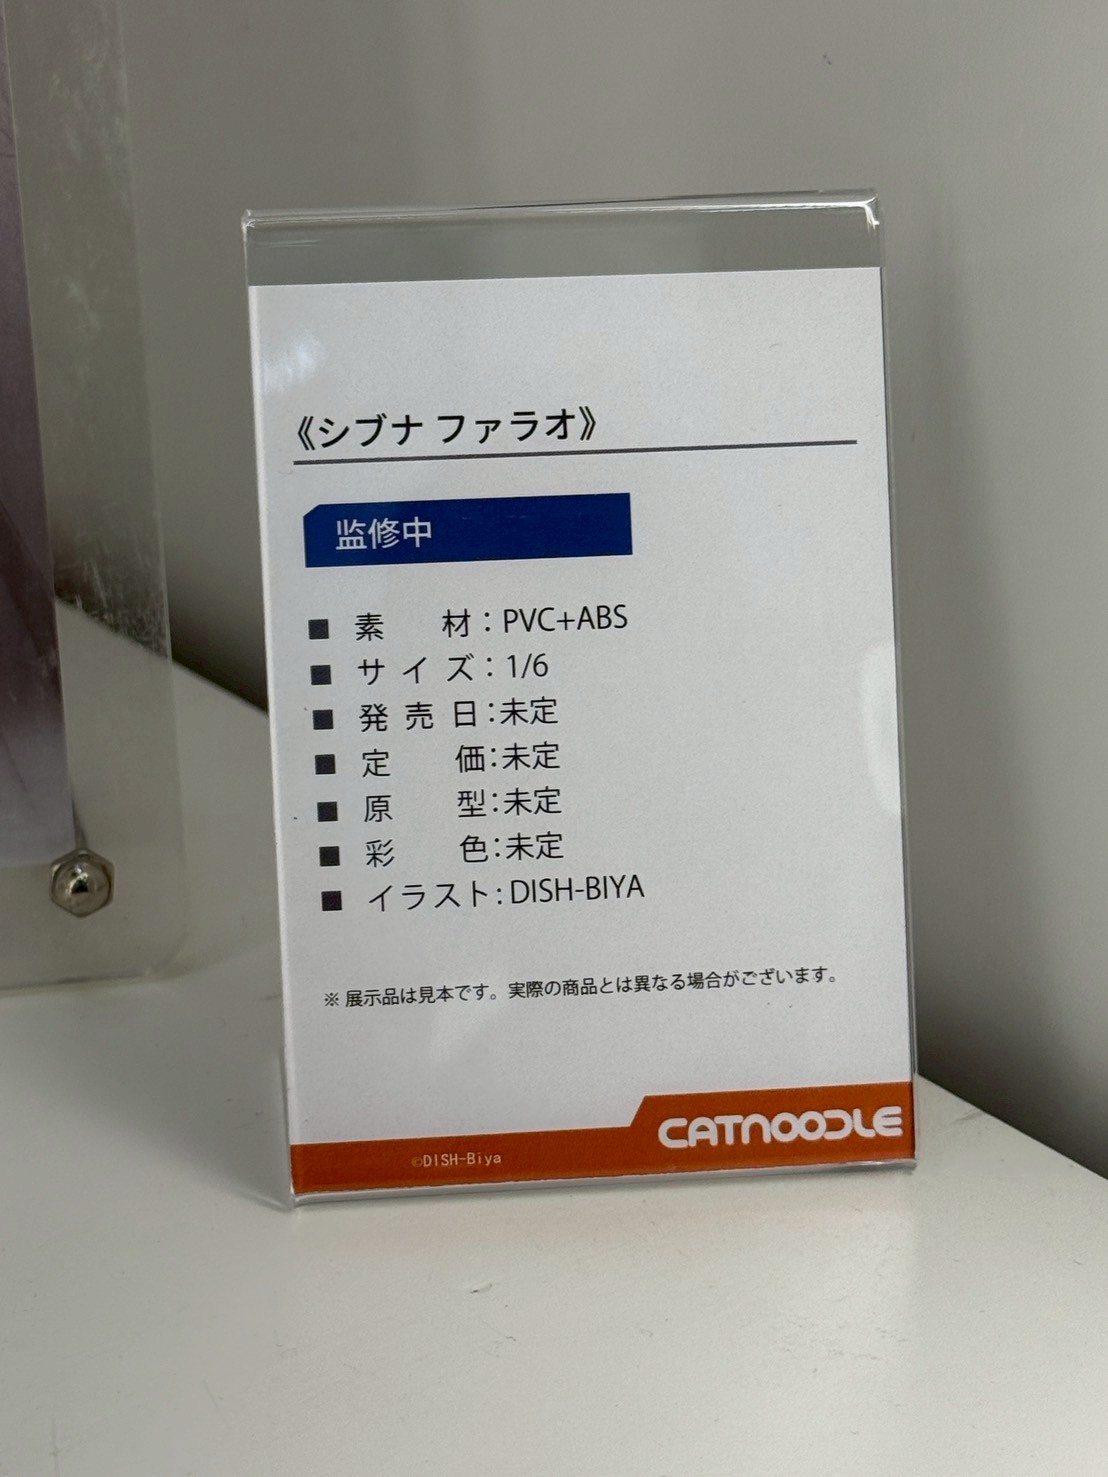 《シブナ ファラオ》
监修中
■ 素材：PVC+ABS
■ サイズ：1/6
■ 発売日：未定
■ 定価：未定
■ 原型：未定
■ 彩色：未定
■ イラスト：DISH-BIYA
※ 展示品は見本です。実際の商品とは異なる場合がございます。
CATNOODLE
©DISH-Biya